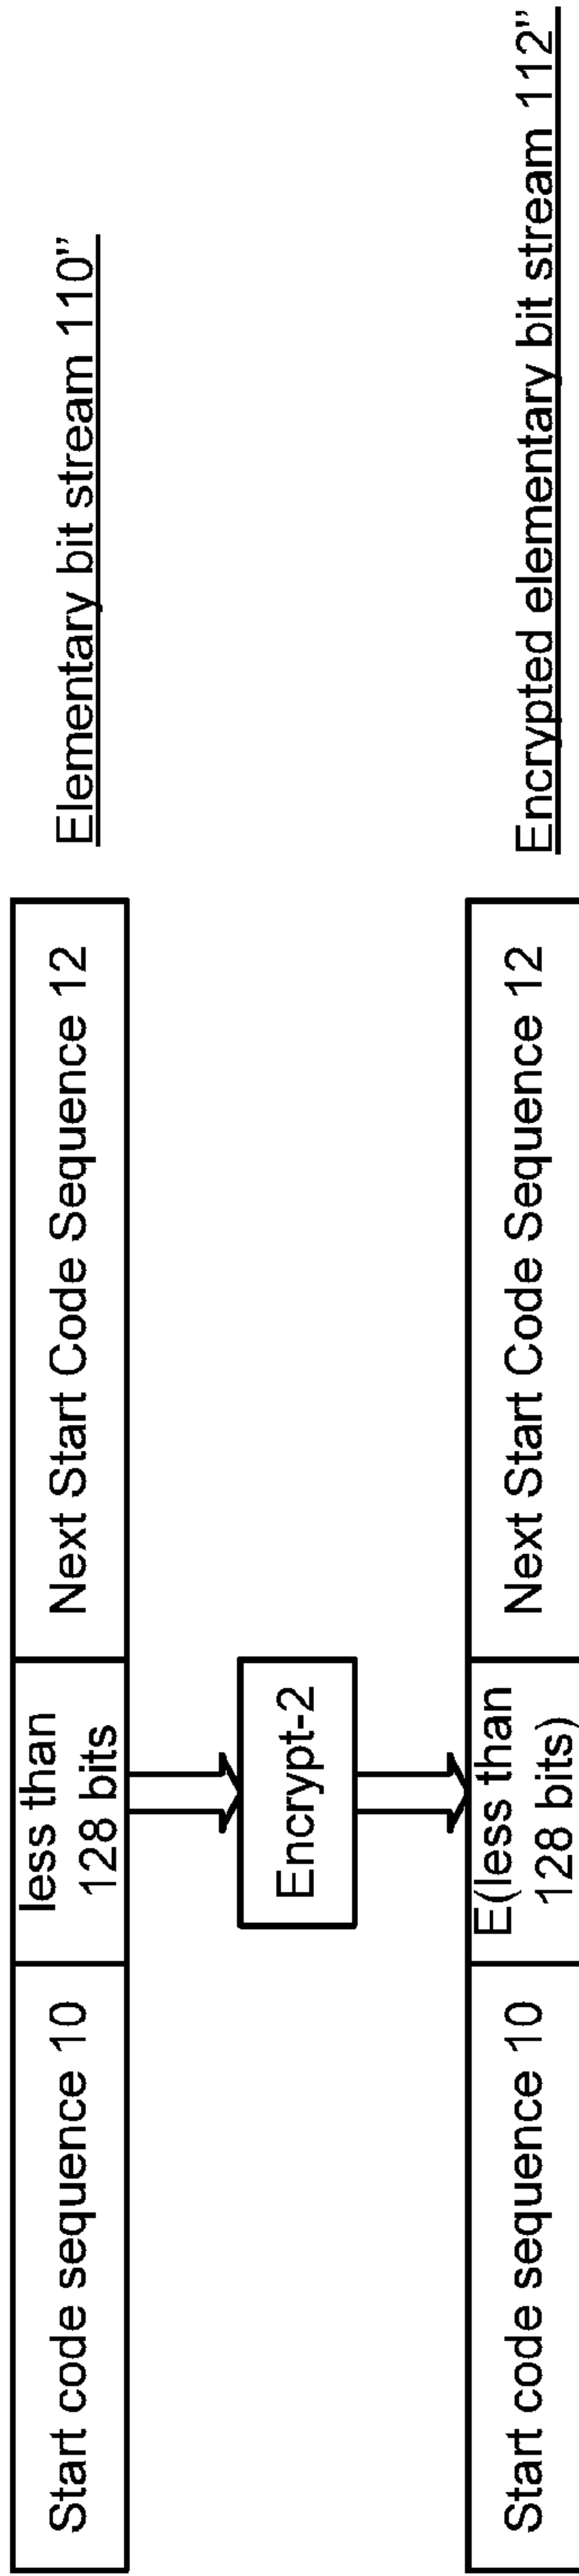 Start code sequence 10
less than
128 bits
Next Start Code Sequence 12
Elementary bit stream 110"
Encrypt-2
Start code sequence 10
E(less than
128 bits)
Next Start Code Sequence 12
Encrypted elementary bit stream 112"